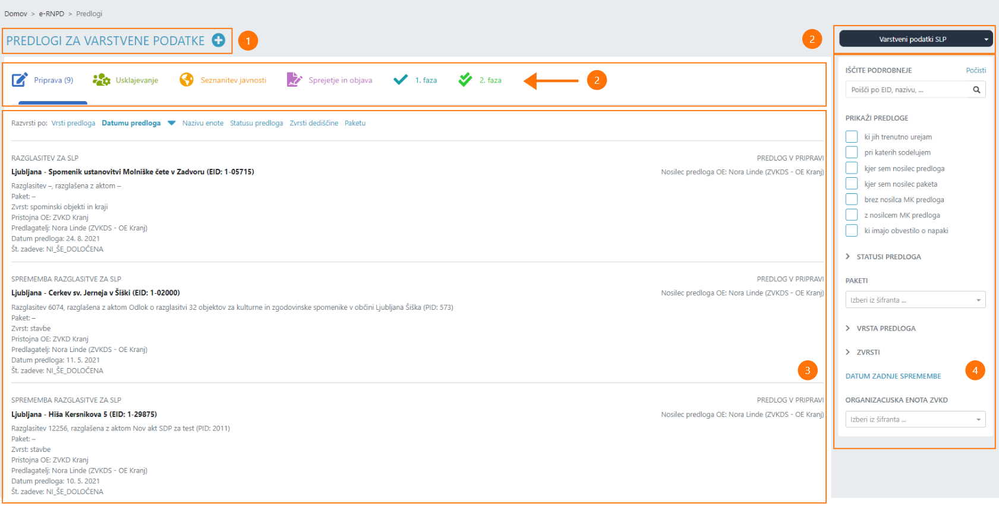 Domov > e-RNPD > Predlogi
PREDLOGI ZA VARSTVENE PODATKE
1
2
Varstveni podatki SLP
Priprava (9)
Usklajevanje
Seznanitev javnosti
Sprejetje in objava
1. faza
2. faza
2
Razvrsti po: Vrsti predloga Datumu predloga Nazivu enote Statusu predloga Zvrsti dediščine Paketu
RAZGLASITEV ZA SLP
PREDLOG V PRIPRAVI
Ljubljana - Spomenik ustanovitvi Molniške čete v Zadvoru (EID: 1-05715)
Nosilec predloga OE: Nora Linde (ZVKDS - OE Kranj)
Razglasitev –, razglašena z aktom –
Paket: –
Zvrst: spominski objekti in kraji
Pristojna OE: ZVKD Kranj
Predlagatelj: Nora Linde (ZVKDS - OE Kranj)
Datum predloga: 24. 8. 2021
Št. zadeve: NI_ŠE_DOLOČENA
SPREMEMBA RAZGLASITVE ZA SLP
PREDLOG V PRIPRAVI
Ljubljana - Cerkev sv. Jerneja v Šiški (EID: 1-02000)
Nosilec predloga OE: Nora Linde (ZVKDS - OE Kranj)
Razglasitev 6074, razglašena z aktom Odlok o razglasitvi 32 objektov za kulturne in zgodovinske spomenike v občini Ljubljana Šiška (PID: 573)
Paket: –
Zvrst: stavbe
Pristojna OE: ZVKD Kranj
Predlagatelj: Nora Linde (ZVKDS - OE Kranj)
Datum predloga: 11. 5. 2021
Št. zadeve: NI_ŠE_DOLOČENA
3
SPREMEMBA RAZGLASITVE ZA SLP
PREDLOG V PRIPRAVI
Ljubljana - Hiša Kersnikova 5 (EID: 1-29875)
Nosilec predloga OE: Nora Linde (ZVKDS - OE Kranj)
Razglasitev 12256, razglašena z aktom Nov akt SDP za test (PID: 2011)
Paket: –
Zvrst: stavbe
Pristojna OE: ZVKD Kranj
Predlagatelj: Nora Linde (ZVKDS - OE Kranj)
Datum predloga: 10. 5. 2021
Št. zadeve: NI_ŠE_DOLOČENA
IŠČITE PODROBNEJE
Počisti
Poišči po EID, nazivu, ...
PRIKAŽI PREDLOGE
ki jih trenutno urejam
pri katerih sodelujem
kjer sem nosilec predloga
kjer sem nosilec paketa
brez nosilca MK predloga
z nosilcem MK predloga
ki imajo obvestilo o napaki
STATUSI PREDLOGA
PAKETI
Izberi iz šifranta ...
VRSTA PREDLOGA
ZVRSTI
DATUM ZADNJE SPREMEMBE
4
ORGANIZACIJSKA ENOTA ZVKD
Izberi iz šifranta ...